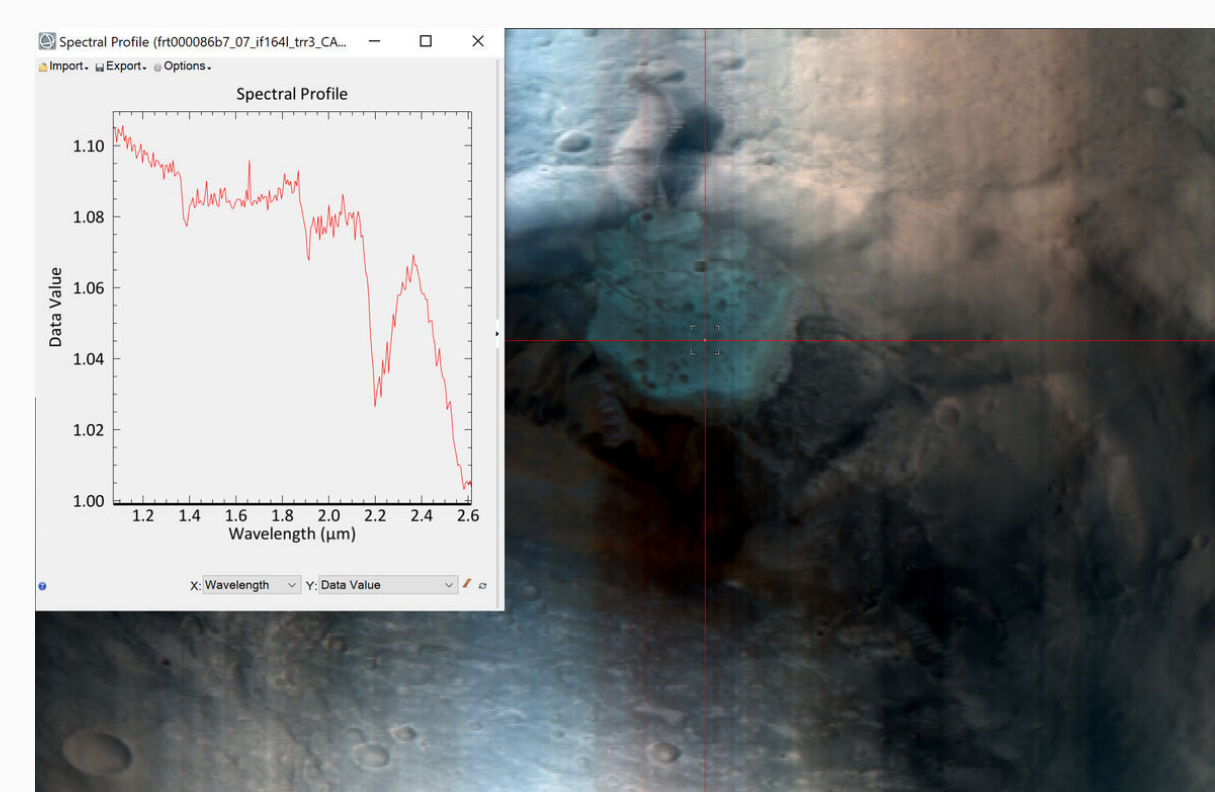 Spectral Profile (frt000086b7_07_if164l_trr3_CA...
Import Export Options
Spectral Profile
1.10
1.08
1.06
1.04
1.02
1.00
Data Value
1.2 1.4 1.6 1.8 2.0 2.2 2.4 2.6
Wavelength (μm)
X: Wavelength Y: Data Value